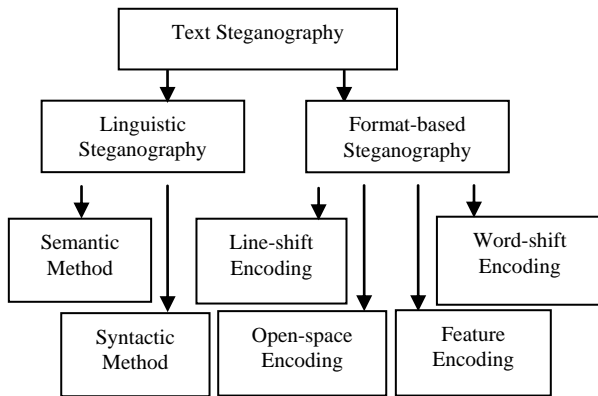 Text Steganography
Linguistic
Steganography
Format-based
Steganography
Semantic
Method
Line-shift
Encoding
Word-shift
Encoding
Syntactic
Method
Open-space
Encoding
Feature
Encoding